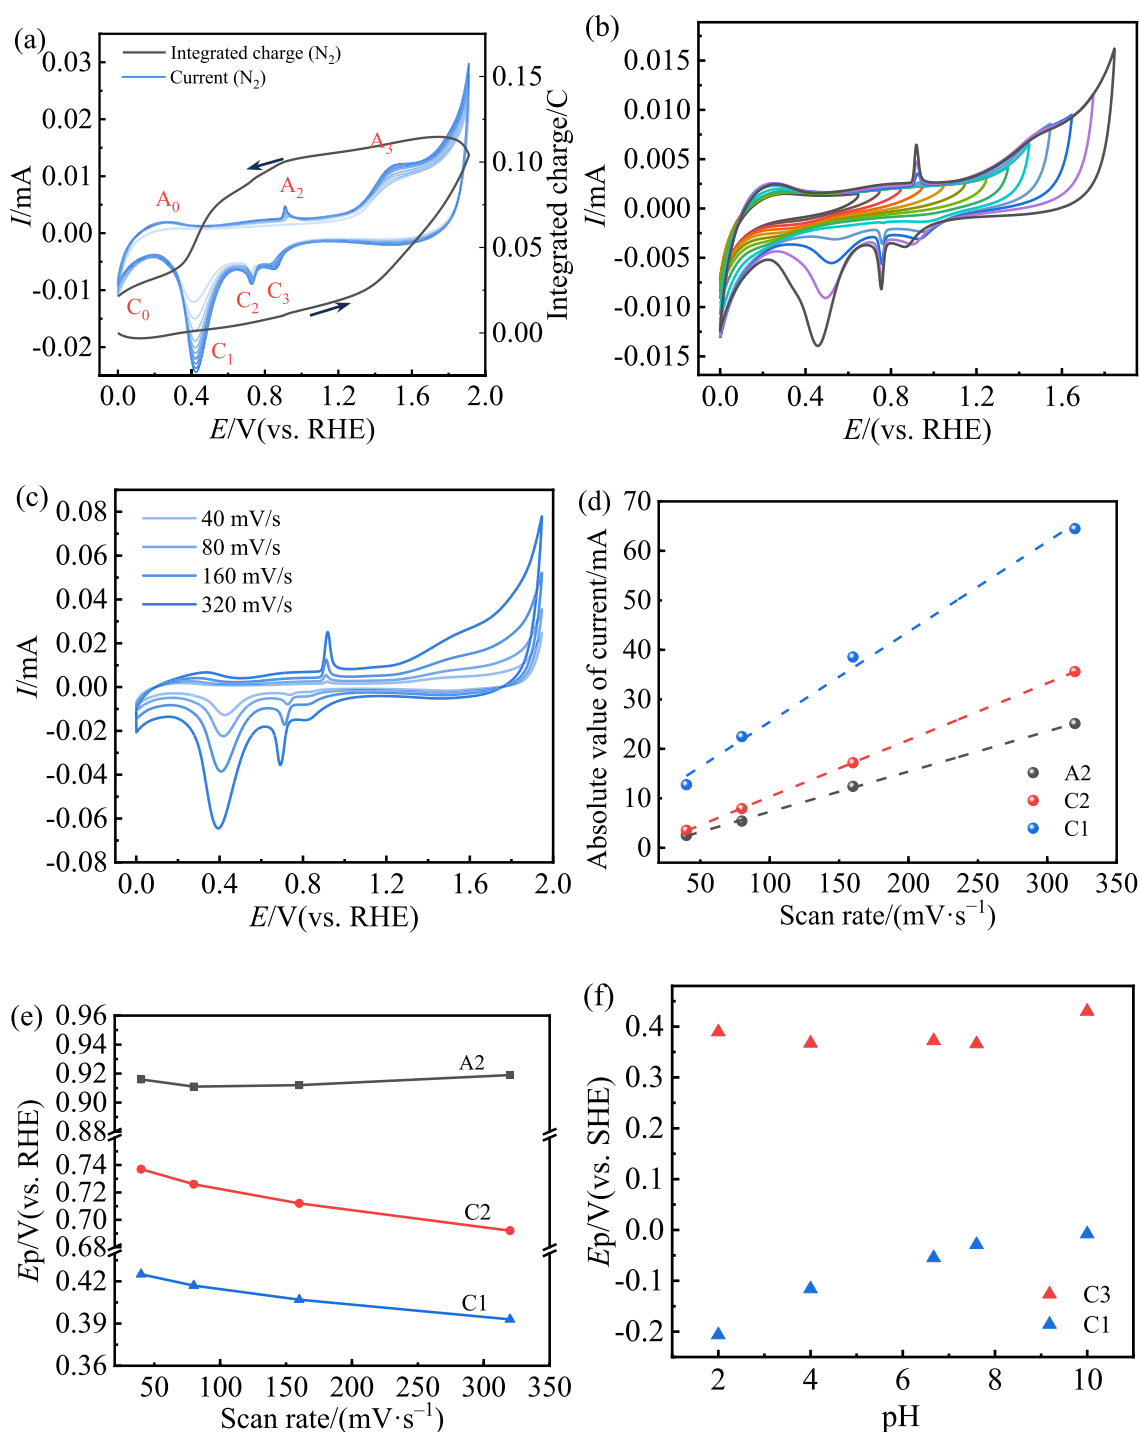 (a)
Integrated charge (N₂)
Current (N₂)
0.03
0.02
0.01
0.00
-0.01
-0.02
I/mA
0.15
0.10
0.05
0.00
Integrated charge/C
A₀
A₂
A₃
C₀
C₁
C₂
C₃
0.0 0.4 0.8 1.2 1.6 2.0
E/V(vs. RHE)
(b)
0.015
0.010
0.005
0.000
-0.005
-0.010
-0.015
I/mA
0.0 0.4 0.8 1.2 1.6
E/(vs. RHE)
(c)
40 mV/s
80 mV/s
160 mV/s
320 mV/s
0.08
0.06
0.04
0.02
0.00
-0.02
-0.04
-0.06
-0.08
I/mA
0.0 0.4 0.8 1.2 1.6 2.0
E/V(vs. RHE)
(d)
70
60
50
40
30
20
10
0
Absolute value of current/mA
A2
C2
C1
50 100 150 200 250 300 350
Scan rate/(mV·s⁻¹)
(e)
0.96
0.94
0.92
0.90
0.88
0.74
0.72
0.70
0.68
0.42
0.39
0.36
Ep/V(vs. RHE)
A2
C2
C1
50 100 150 200 250 300 350
Scan rate/(mV·s⁻¹)
(f)
0.4
0.3
0.2
0.1
0.0
-0.1
-0.2
Ep/V(vs. SHE)
C3
C1
2 4 6 8 10
pH